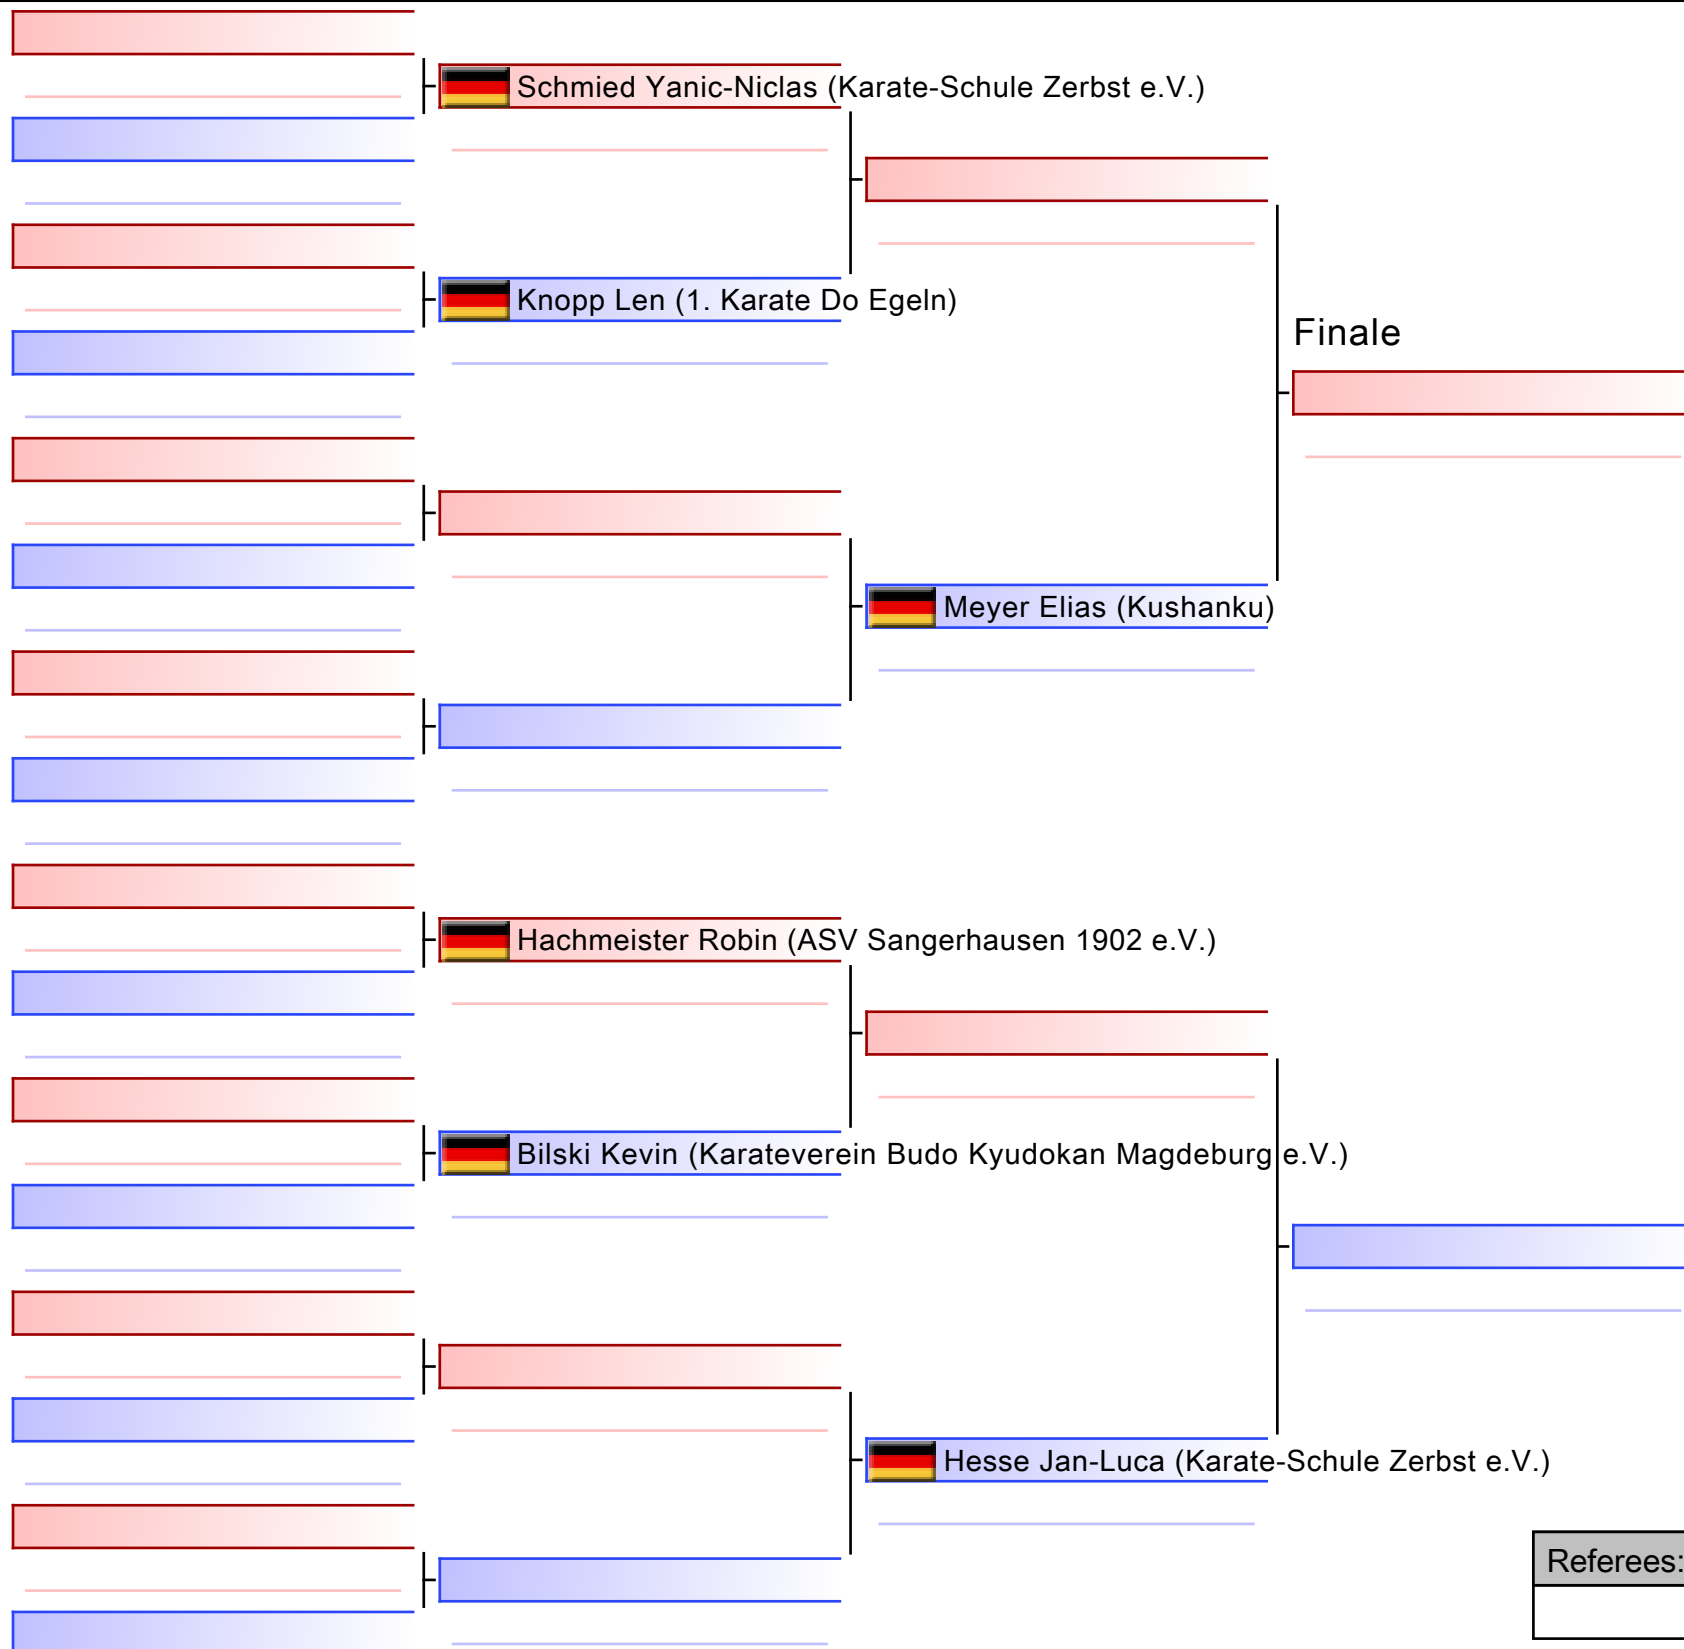 Schmied Yanic-Niclas (Karate-Schule Zerbst e.V.)
Knopp Len (1. Karate Do Egeln)
Finale
Meyer Elias (Kushanku)
Hachmeister Robin (ASV Sangerhausen 1902 e.V.)
Bilski Kevin (Karateverein Budo Kyudokan Magdeburg e.V.)
Hesse Jan-Luca (Karate-Schule Zerbst e.V.)
Referees: